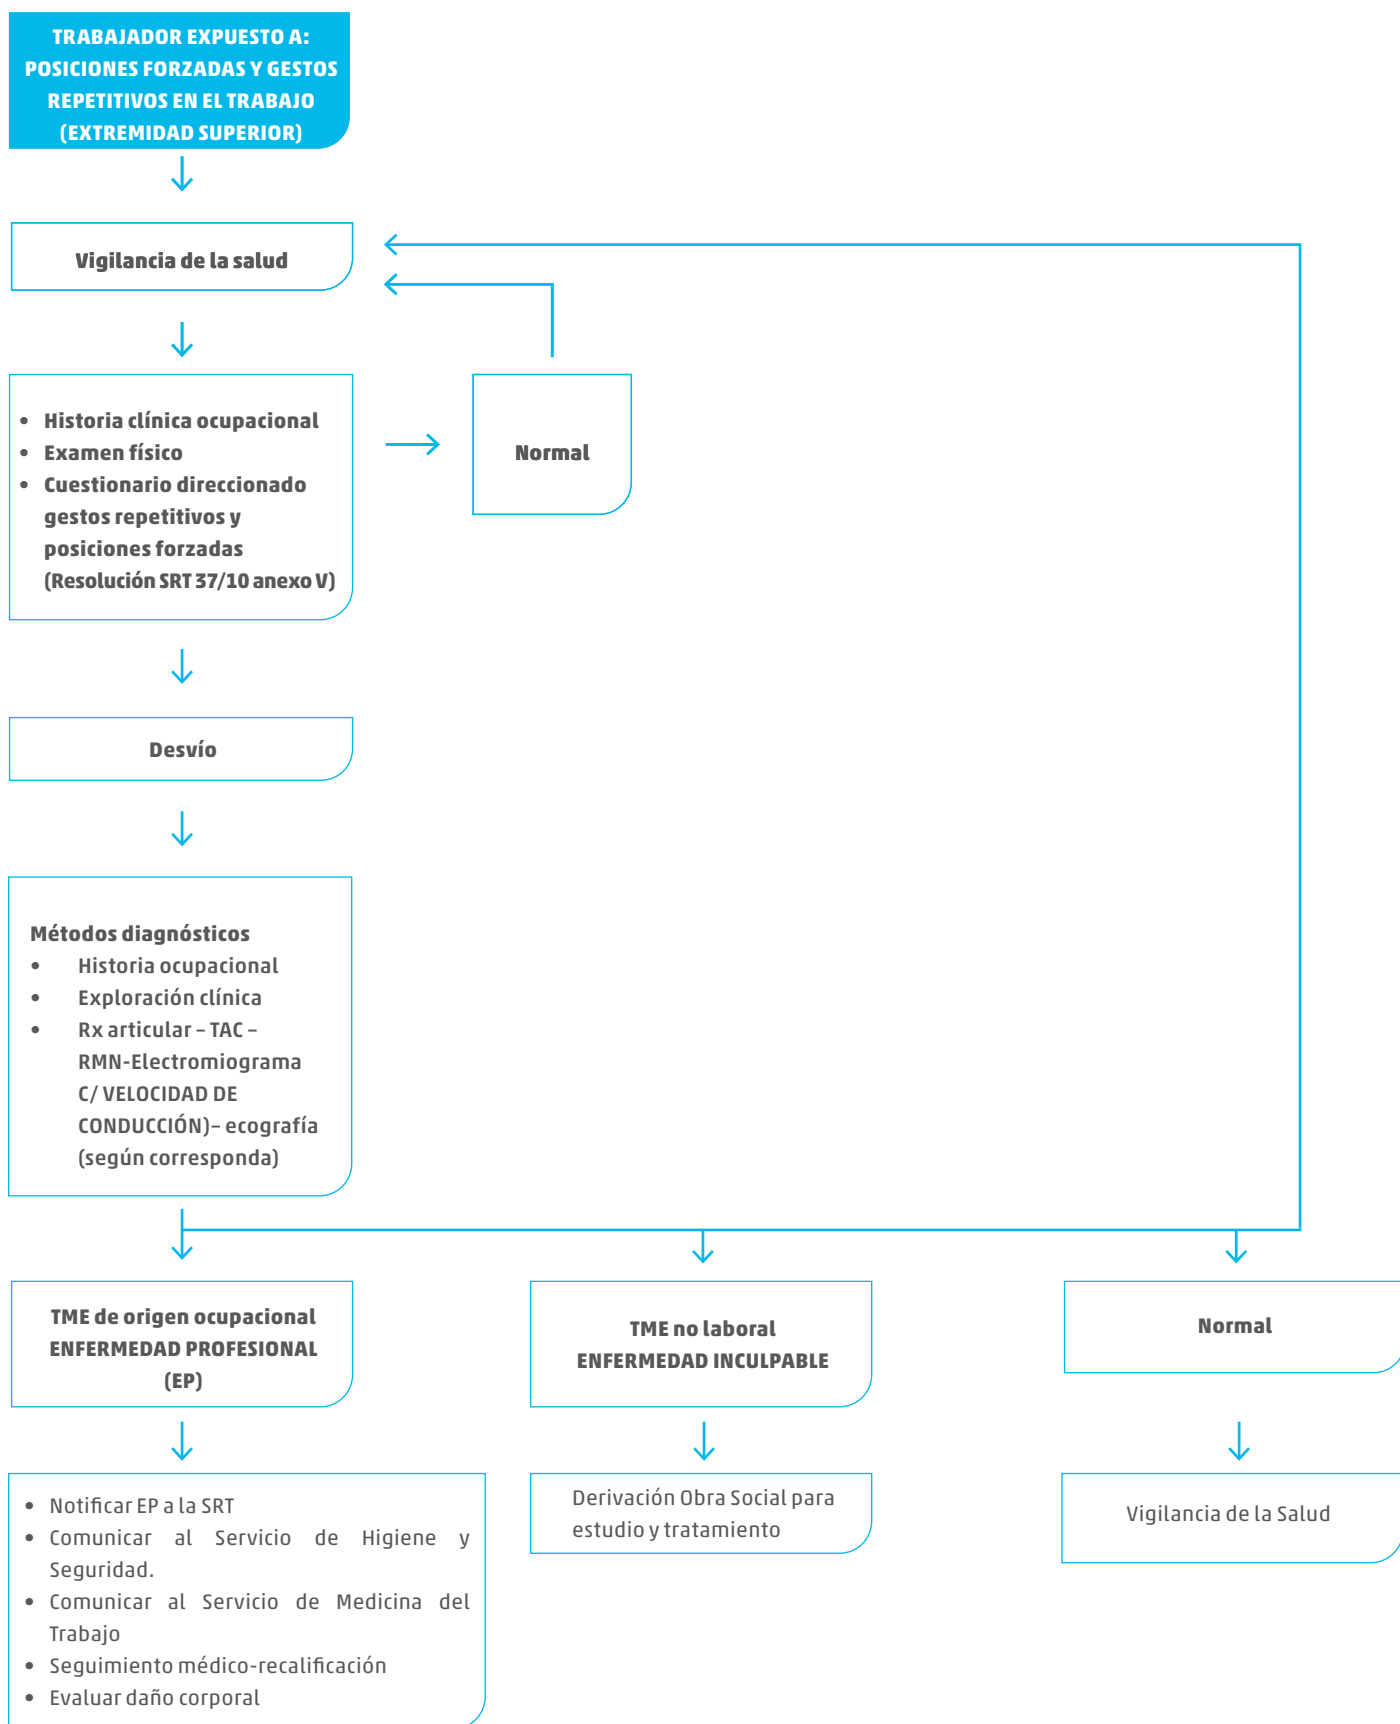 TRABAJADOR EXPUESTO A:
POSICIONES FORZADAS Y GESTOS
REPETITIVOS EN EL TRABAJO
(EXTREMIDAD SUPERIOR)
Vigilancia de la salud
• Historia clínica ocupacional
• Examen físico
• Cuestionario direccionado
gestos repetitivos y
posiciones forzadas
(Resolución SRT 37/10 anexo V)
Normal
Desvío
Métodos diagnósticos
• Historia ocupacional
• Exploración clínica
• Rx articular – TAC –
RMN-Electromiograma
C/ VELOCIDAD DE
CONDUCCIÓN)– ecografía
(según corresponda)
TME de origen ocupacional
ENFERMEDAD PROFESIONAL
(EP)
TME no laboral
ENFERMEDAD INCULPABLE
Normal
• Notificar EP a la SRT
• Comunicar al Servicio de Higiene y
Seguridad.
• Comunicar al Servicio de Medicina del
Trabajo
• Seguimiento médico-recalificación
• Evaluar daño corporal
Derivación Obra Social para
estudio y tratamiento
Vigilancia de la Salud